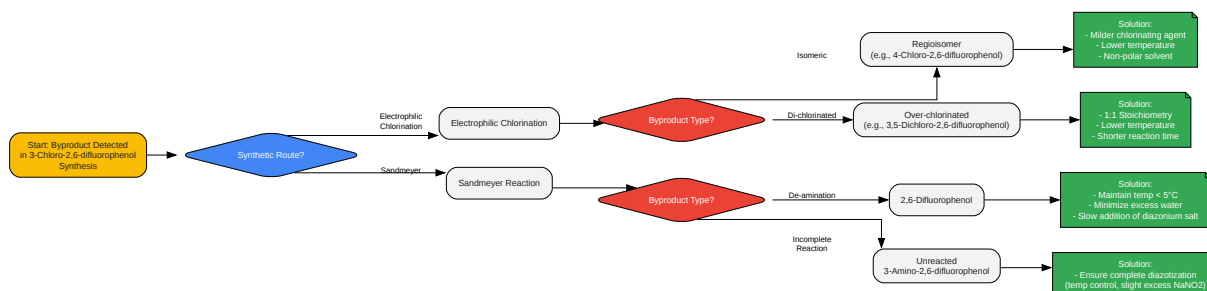 Start: Byproduct Detected
in 3-Chloro-2,6-difluorophenol
Synthesis
Synthetic Route?
Electrophilic
Chlorination
Sandmeyer
Electrophilic Chlorination
Sandmeyer Reaction
Byproduct Type?
Isomeric
Di-chlorinated
Regioisomer
(e.g., 4-Chloro-2,6-difluorophenol)
Over-chlorinated
(e.g., 3,5-Dichloro-2,6-difluorophenol)
Solution:
- Milder chlorinating agent
- Lower temperature
- Non-polar solvent
Solution:
- 1:1 Stoichiometry
- Lower temperature
- Shorter reaction time
Byproduct Type?
De-amination
Incomplete
Reaction
2,6-Difluorophenol
Unreacted
3-Amino-2,6-difluorophenol
Solution:
- Maintain temp < 5°C
- Minimize excess water
- Slow addition of diazonium salt
Solution:
- Ensure complete diazotization
(temp control, slight excess NaNO2)